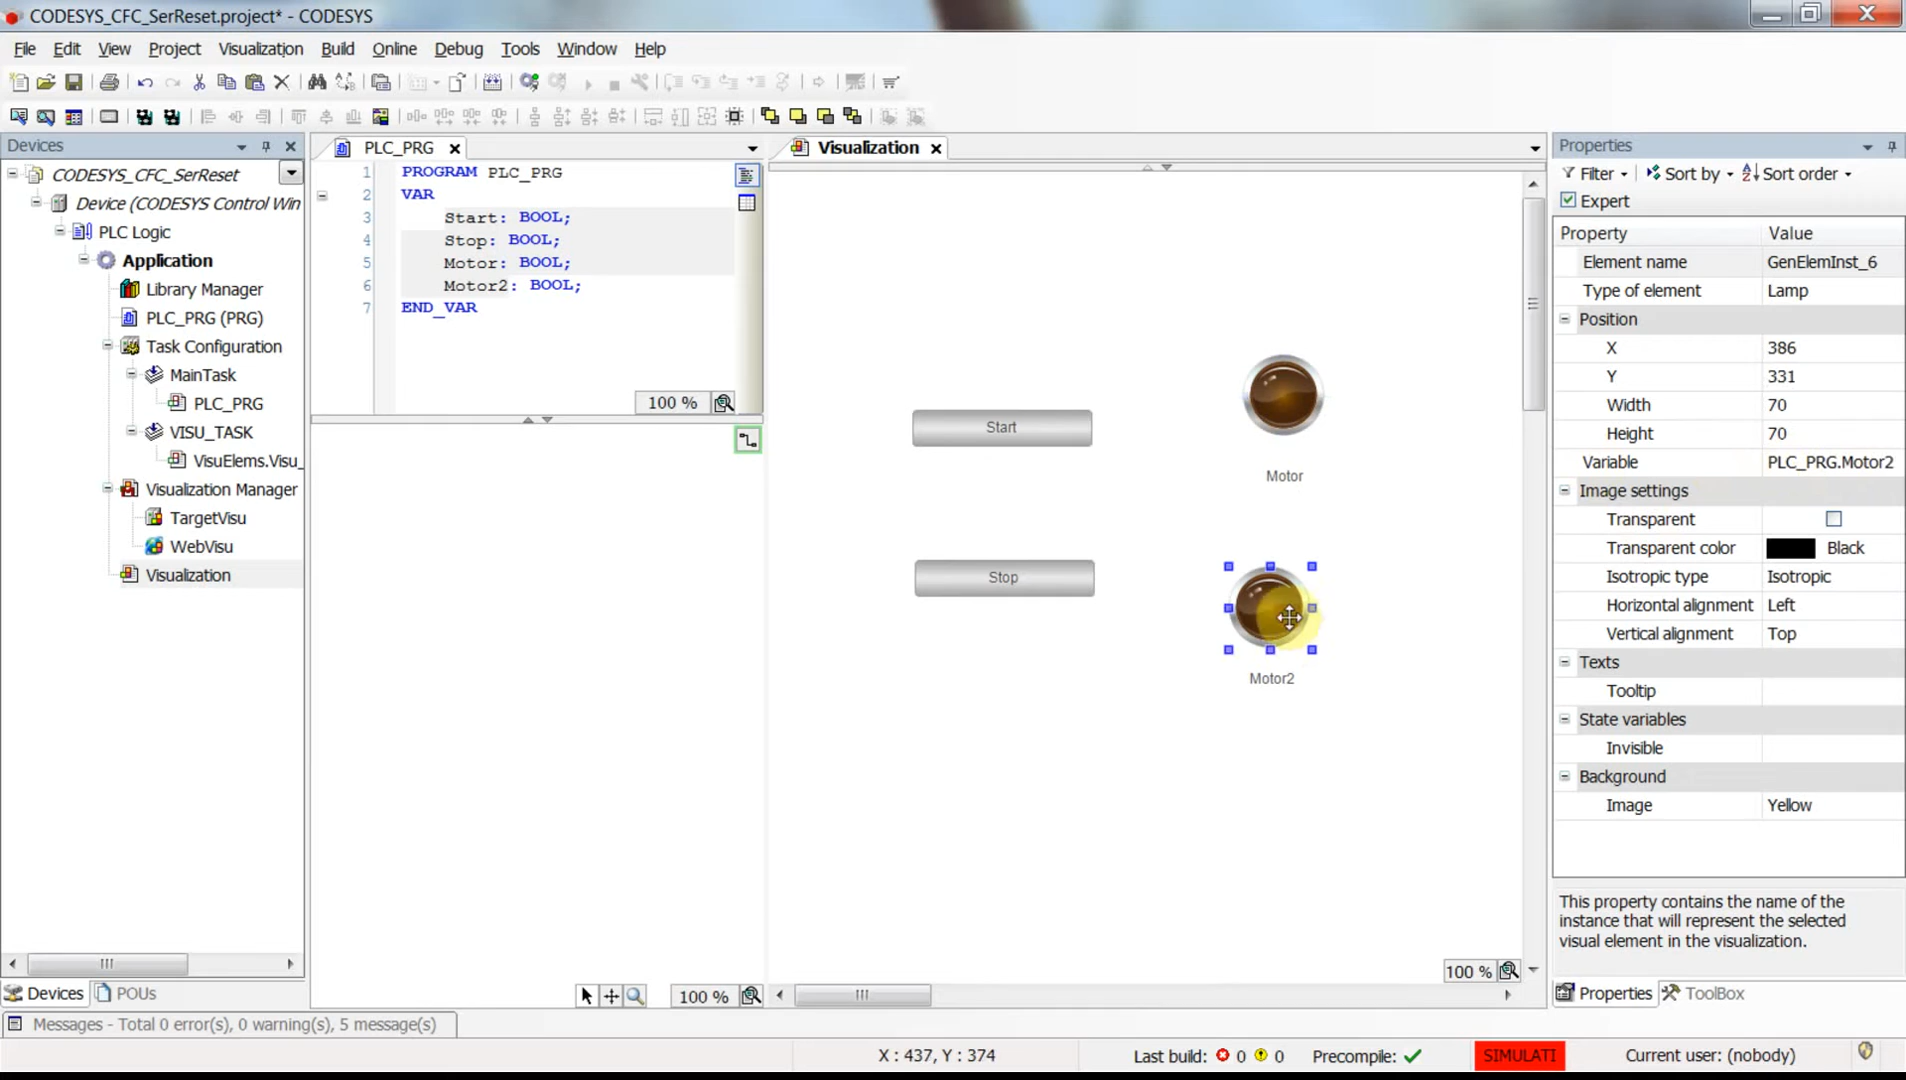 CODESYS_CFC_SerReset.project* - CODESYS
File Edit View Project Visualization Build Online Debug Tools Window Help
Devices
CODESYS_CFC_SerReset
Device (CODESYS Control Win
PLC Logic
Application
Library Manager
PLC_PRG (PRG)
Task Configuration
MainTask
PLC_PRG
VISU_TASK
VisuElems.Visu_
Visualization Manager
TargetVisu
WebVisu
Visualization
Devices POUs
PLC_PRG
1 PROGRAM PLC_PRG
2 VAR
3 Start: BOOL;
4 Stop: BOOL;
5 Motor: BOOL;
6 Motor2: BOOL;
7 END_VAR
100 %
100 %
Visualization
Start
Motor
Stop
Motor2
100 %
Properties
Filter Sort by Sort order
Expert
Property Value
Element name GenElemInst_6
Type of element Lamp
Position
X 386
Y 331
Width 70
Height 70
Variable PLC_PRG.Motor2
Image settings
Transparent
Transparent color Black
Isotropic type Isotropic
Horizontal alignment Left
Vertical alignment Top
Texts
Tooltip
State variables
Invisible
Background
Image Yellow
This property contains the name of the
instance that will represent the selected
visual element in the visualization.
Properties ToolBox
Messages - Total 0 error(s), 0 warning(s), 5 message(s)
X : 437, Y : 374 Last build: 0 0 Precompile: SIMULATI Current user: (nobody)